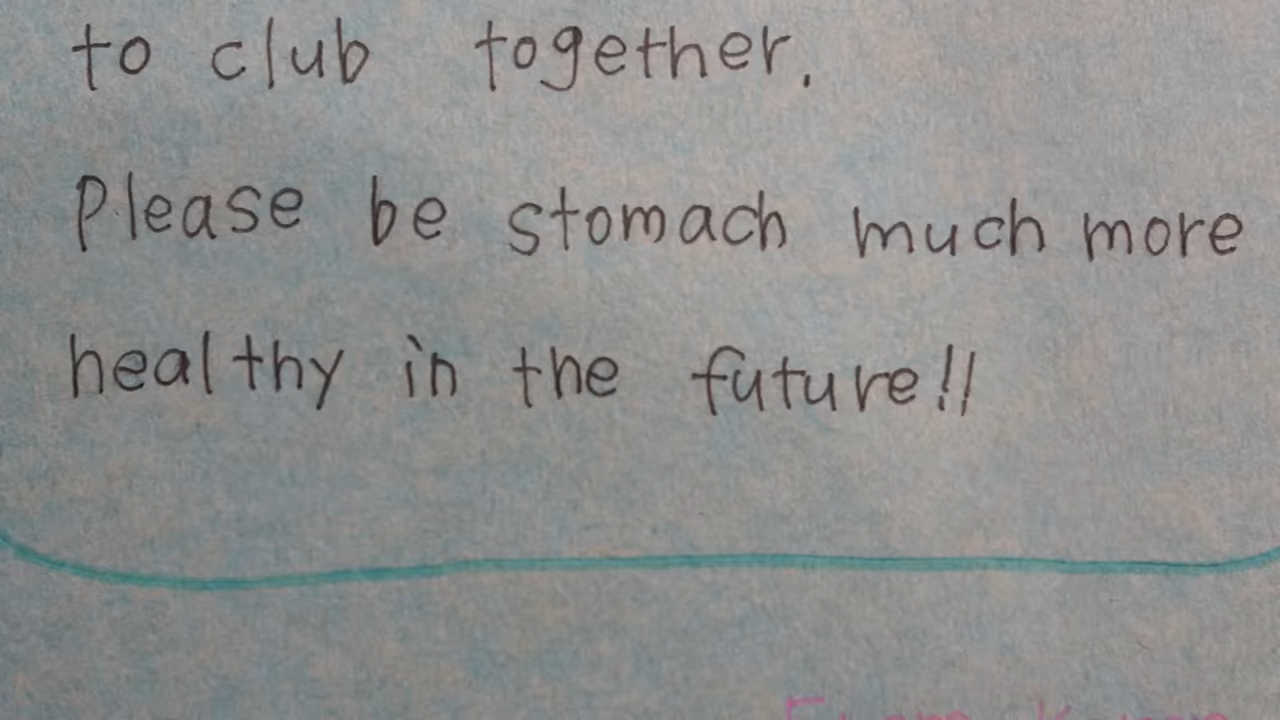 to club together.
Please be stomach much more
healthy in the future!!